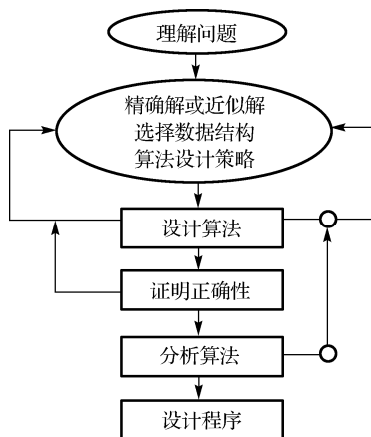 理解问题
精确解或近似解
选择数据结构
算法设计策略
设计算法
证明正确性
分析算法
设计程序